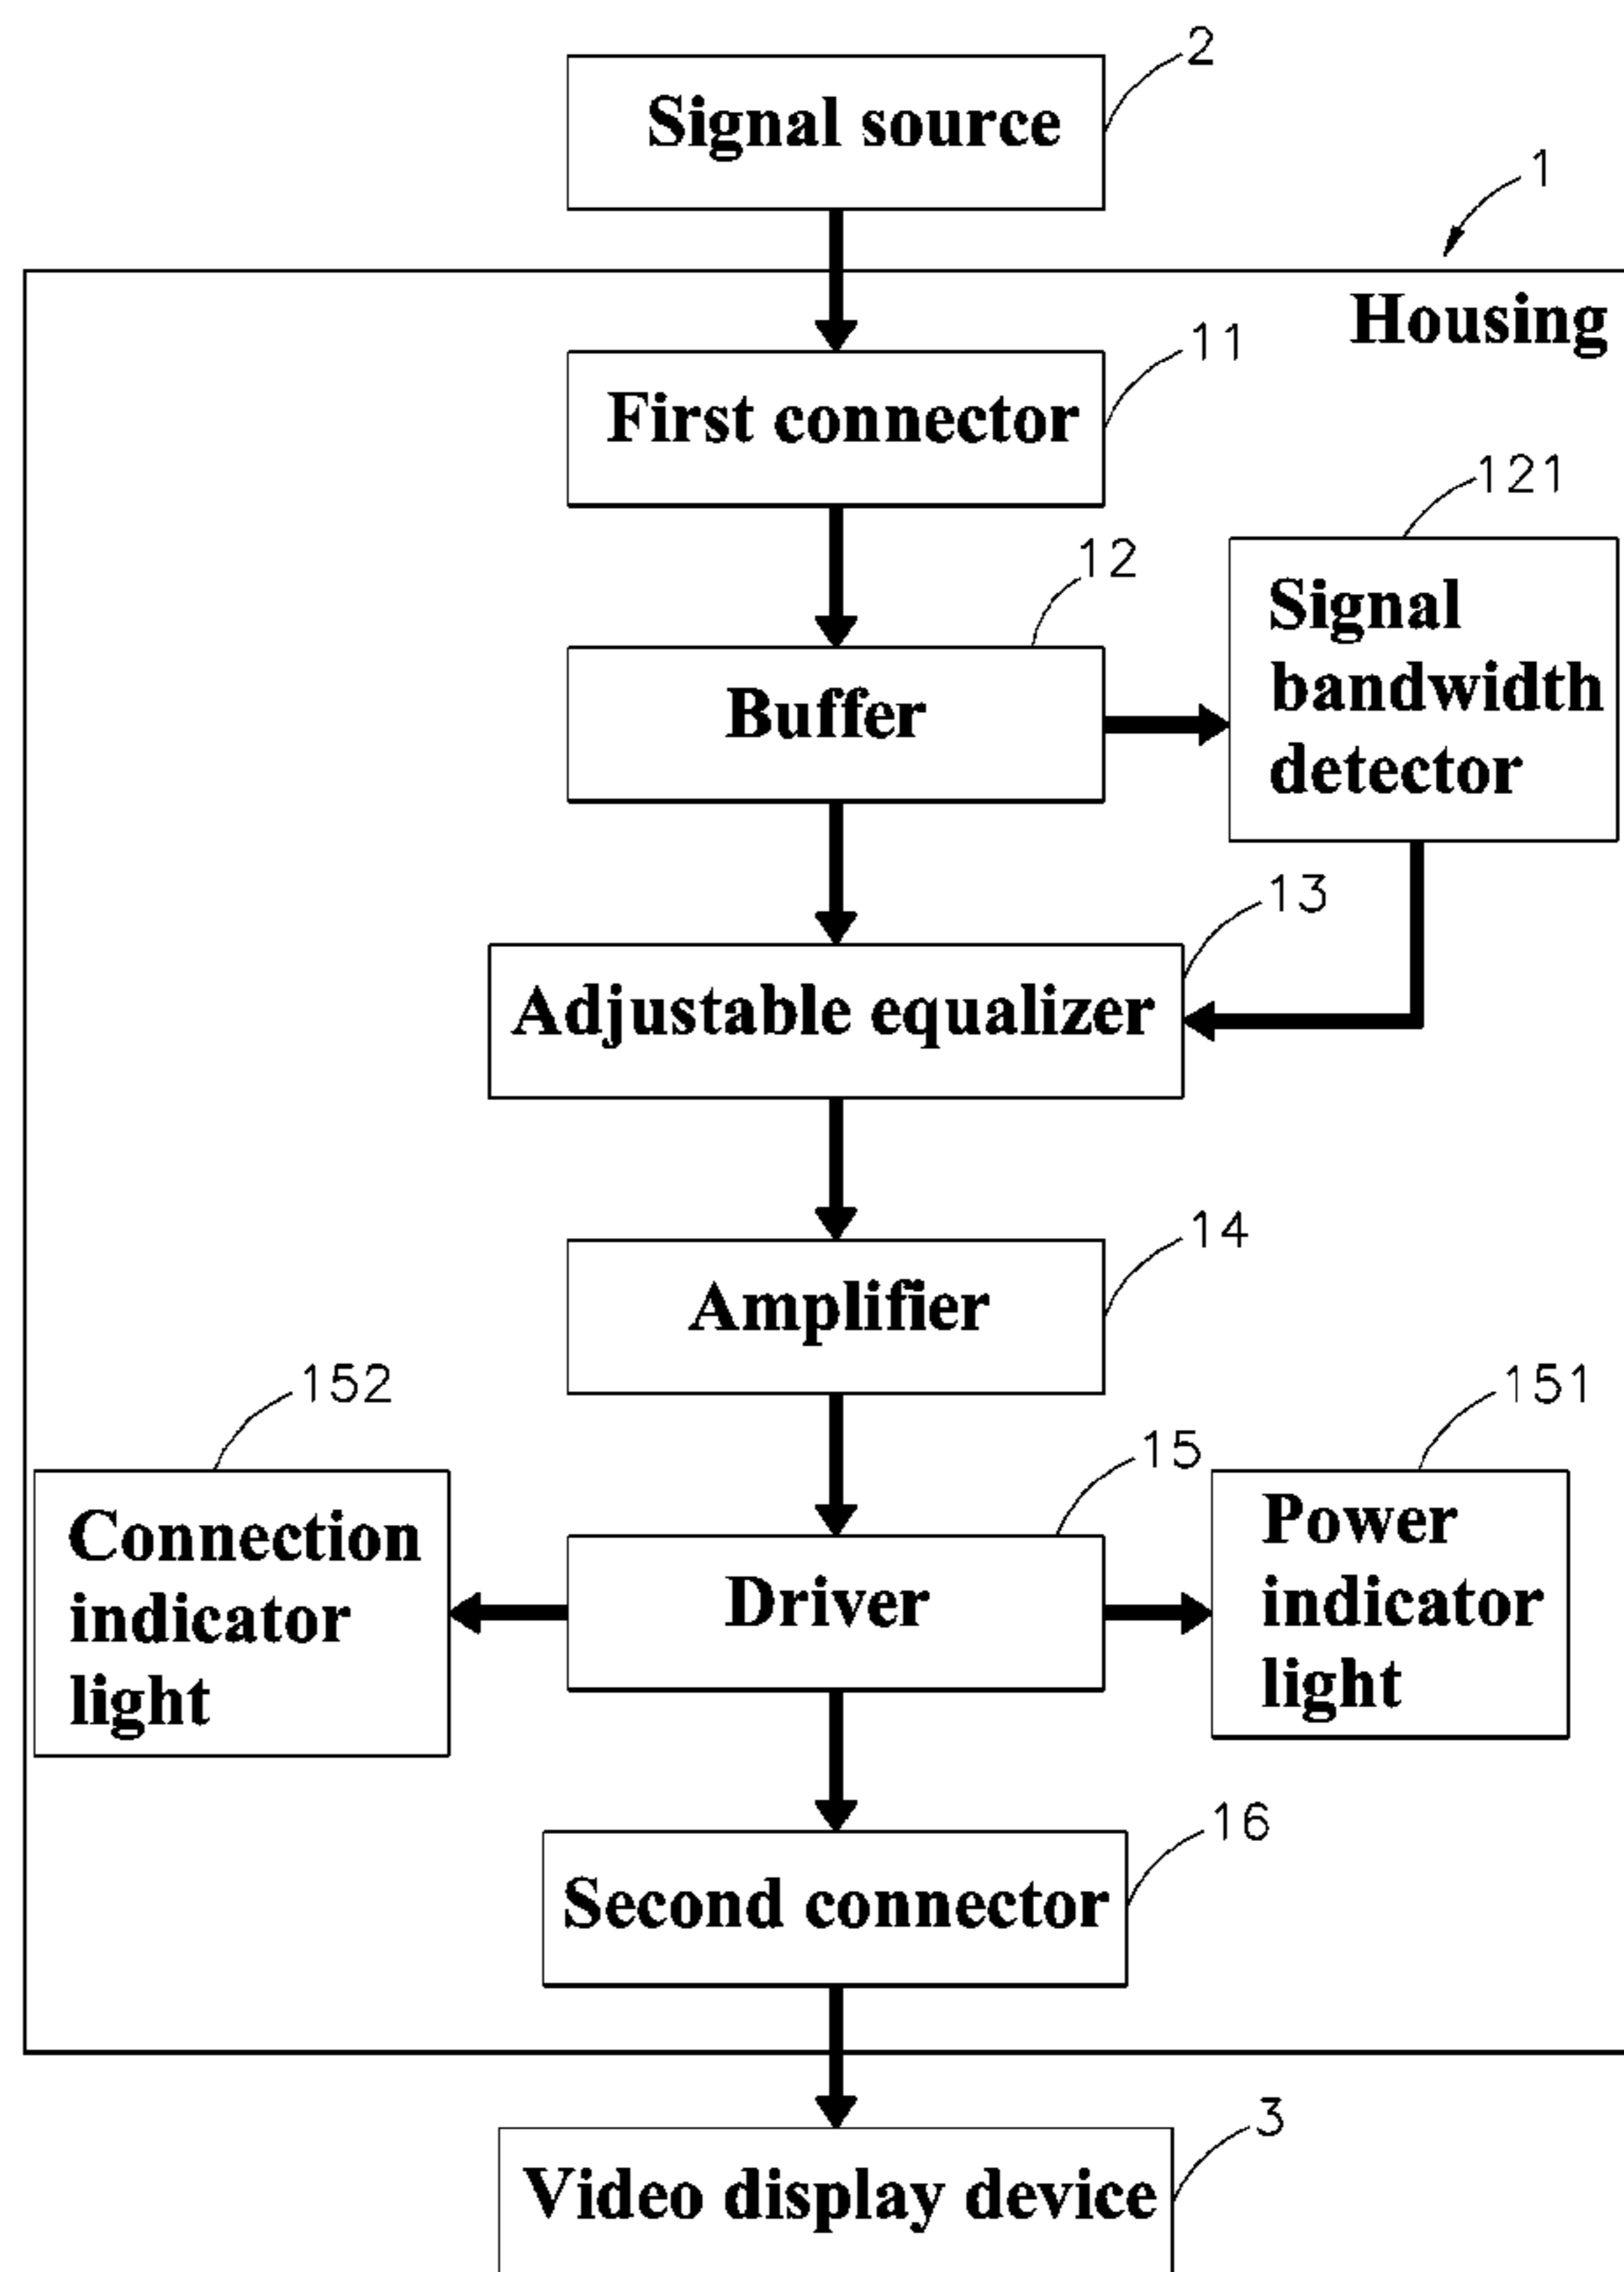 2
Signal source
1
Housing
11
First connector
121
12
Signal
bandwidth
detector
Buffer
13
Adjustable equalizer
14
Amplifier
152
151
15
Connection
indicator
light
Driver
Power
indicator
light
16
Second connector
3
Video display device